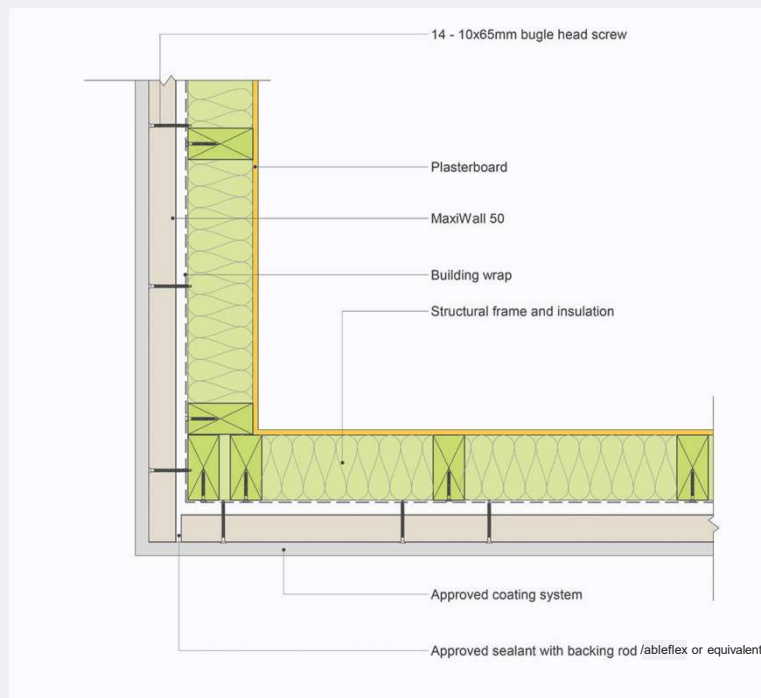 14 - 10x65mm bugle head screw
Plasterboard
MaxiWall 50
Building wrap
Structural frame and insulation
Approved coating system
Approved sealant with backing rod /ableflex or equivalent